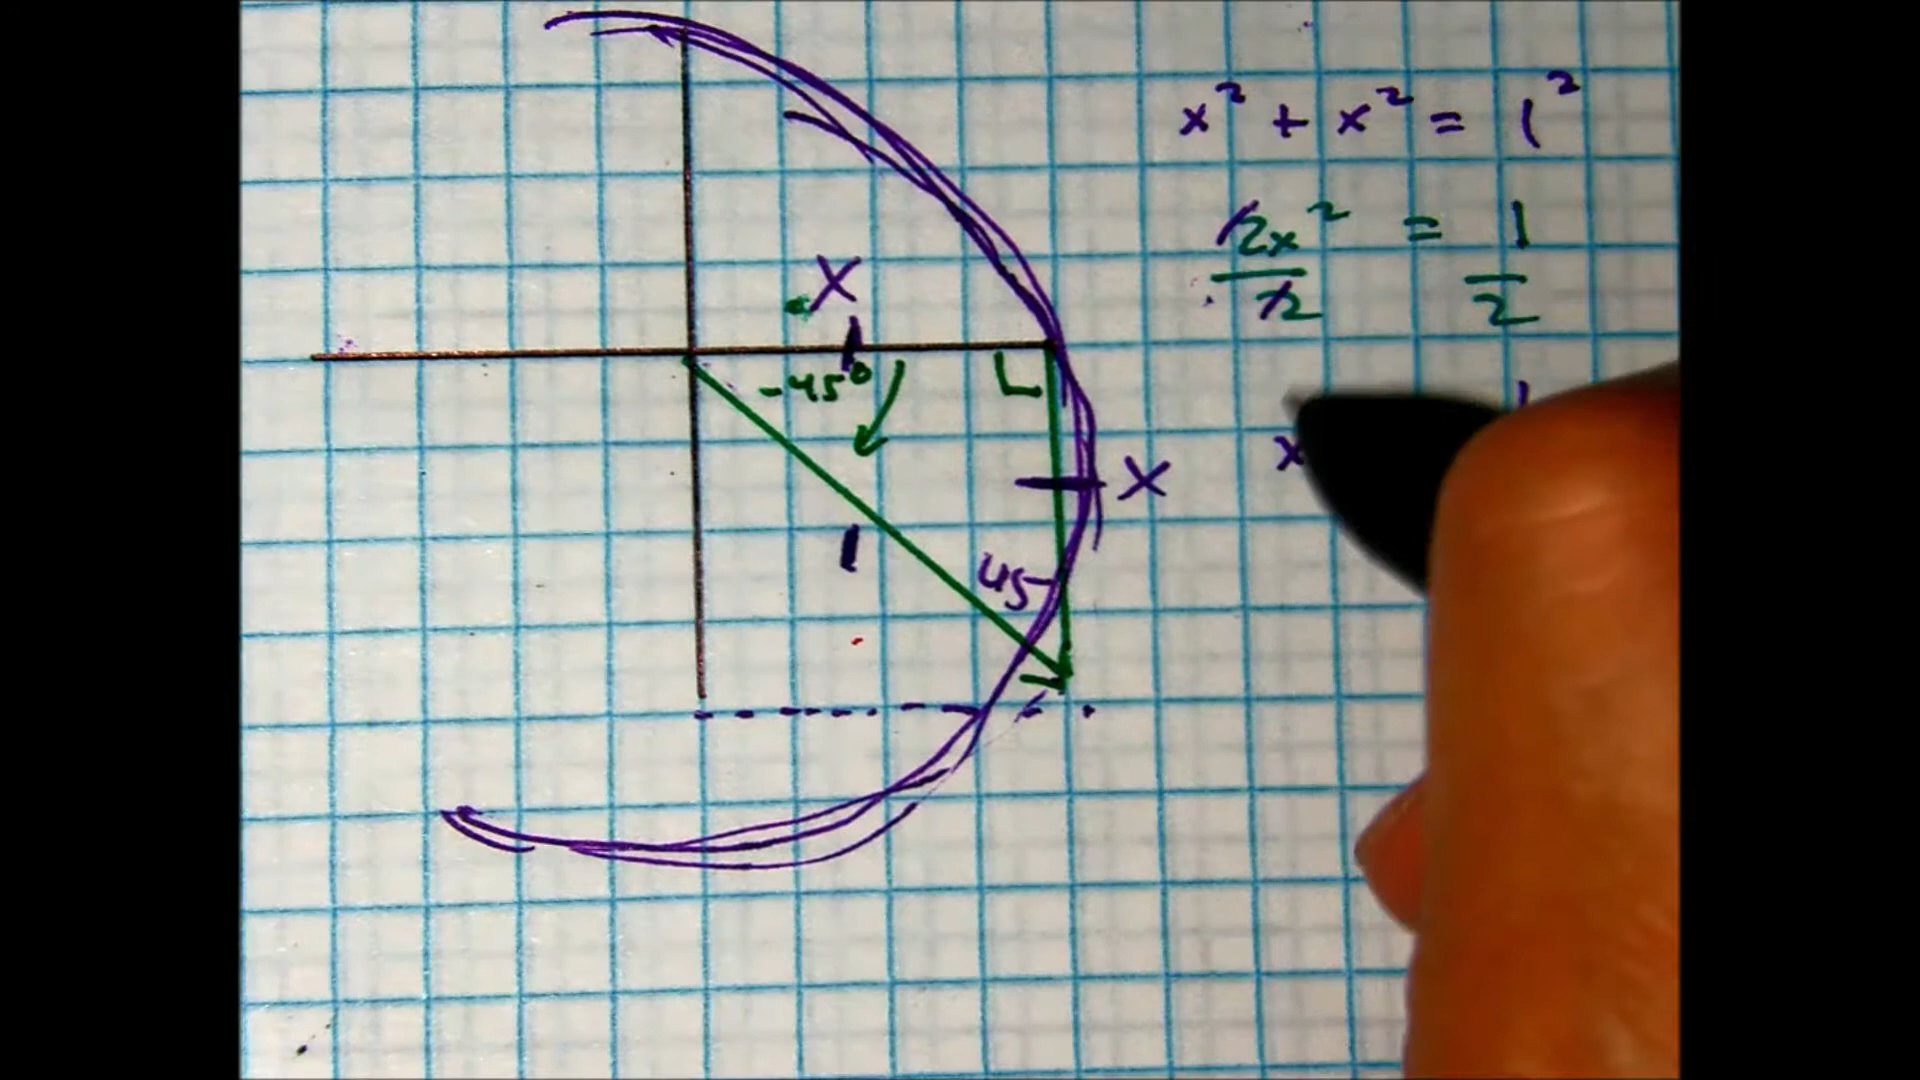 x² + x² = 1²
2x² = 1
2 2
X
-45°
X
1
45
x